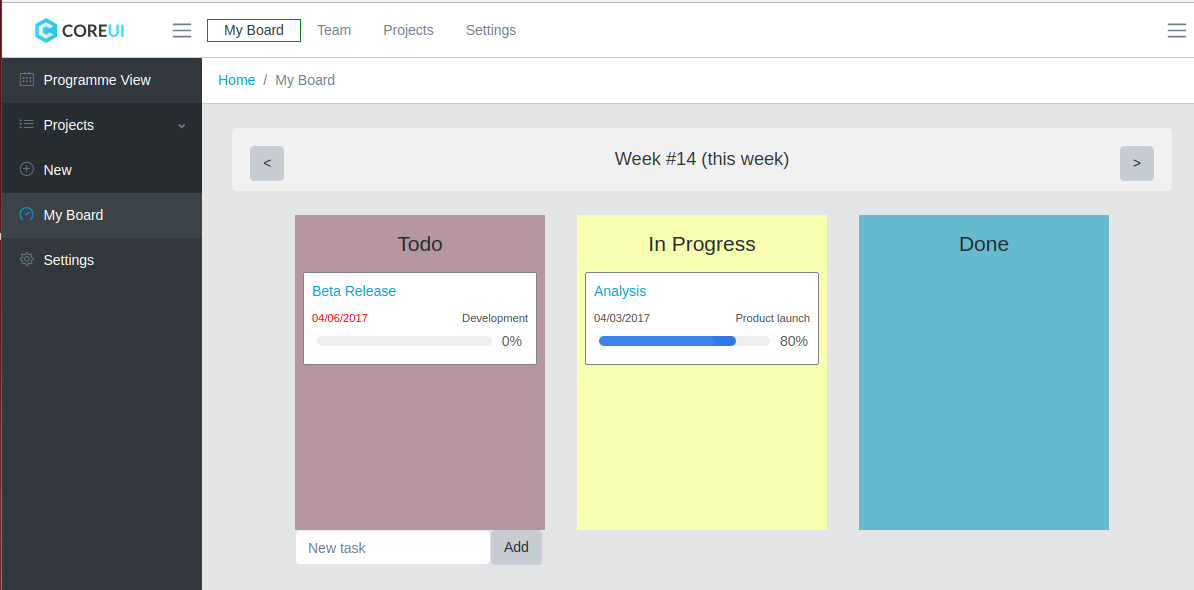 COREUI My Board Team Projects Settings
Programme View
Home / My Board
Projects
New
My Board
Settings
< Week #14 (this week) >
Todo In Progress Done
Beta Release
04/06/2017 Development
0%
Analysis
04/03/2017 Product launch
80%
New task Add